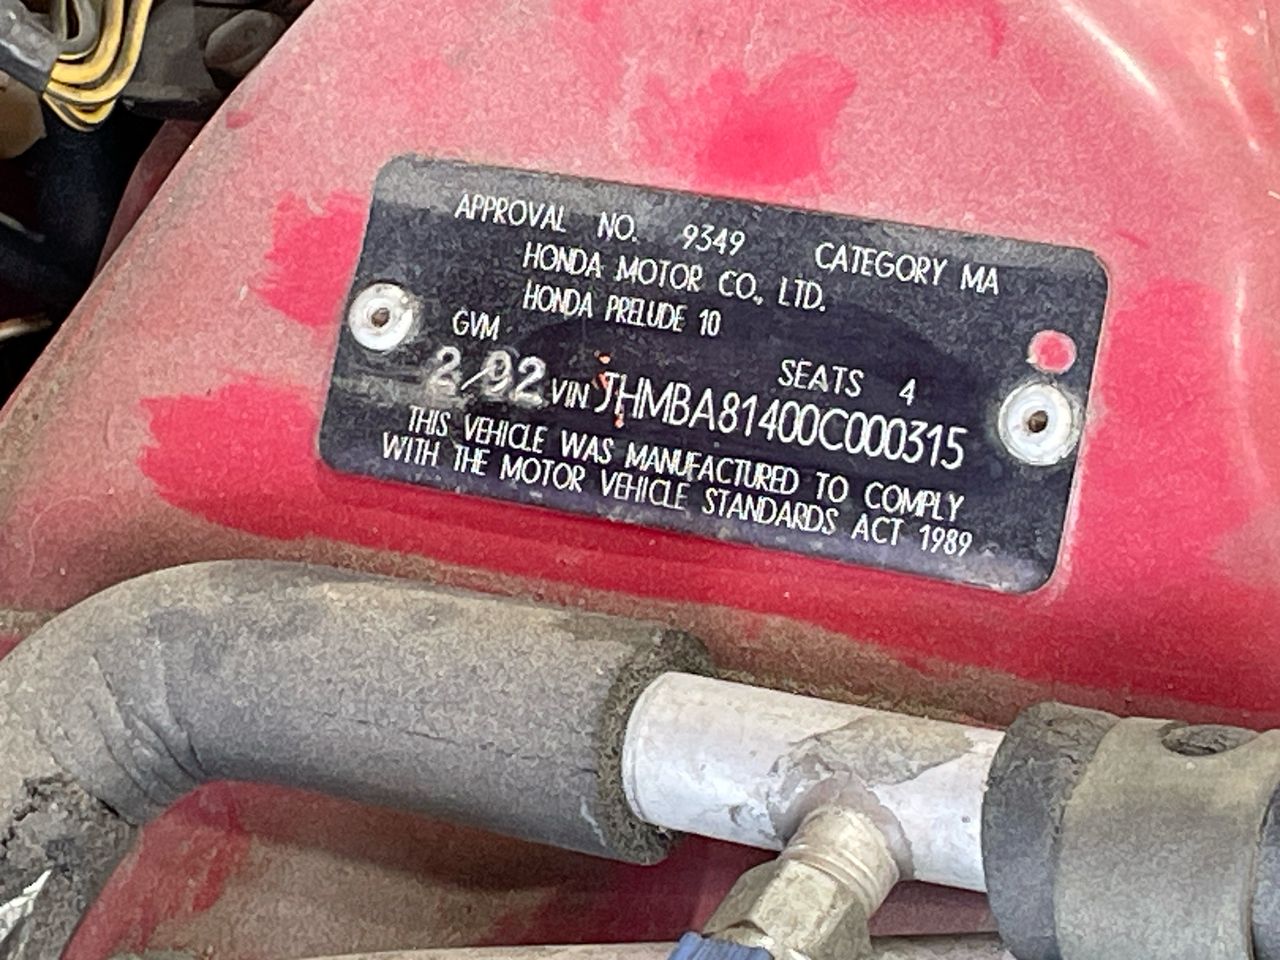 APPROVAL NO. 9349 CATEGORY MA
HONDA MOTOR CO., LTD.
HONDA PRELUDE 10
GVM SEATS 4
2/92 VIN JHMBA81400C000315
THIS VEHICLE WAS MANUFACTURED TO COMPLY
WITH THE MOTOR VEHICLE STANDARDS ACT 1989